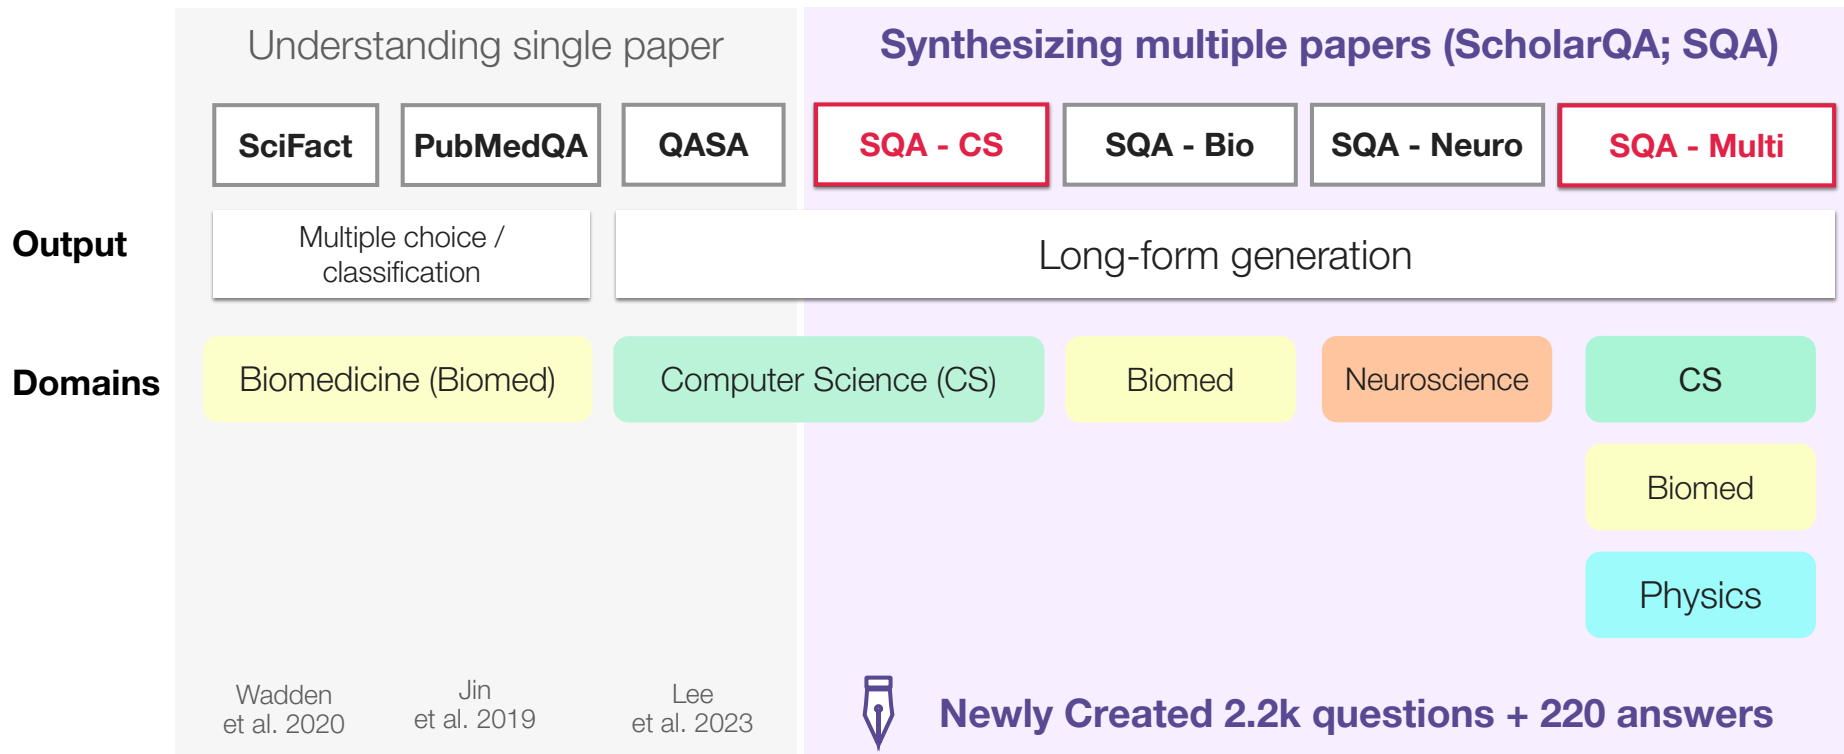 Understanding single paper
Synthesizing multiple papers (ScholarQA; SQA)
SciFact
PubMedQA
QASA
SQA - CS
SQA - Bio
SQA - Neuro
SQA - Multi
Output
Multiple choice /
classification
Long-form generation
Domains
Biomedicine (Biomed)
Computer Science (CS)
Biomed
Neuroscience
CS
Biomed
Physics
Wadden
et al. 2020
Jin
et al. 2019
Lee
et al. 2023
Newly Created 2.2k questions + 220 answers